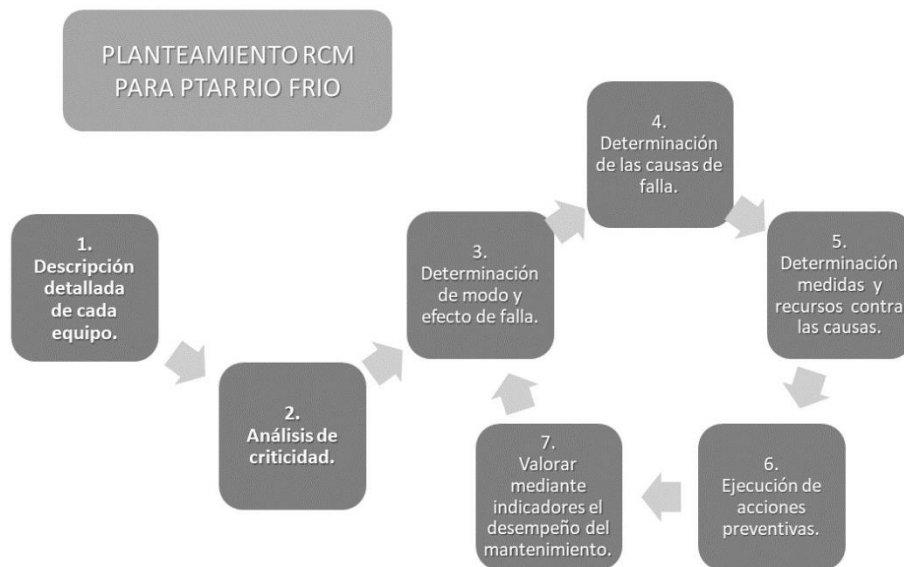 PLANTEAMIENTO RCM
PARA PTAR RIO FRIO
1.
Descripción
detallada
de cada
equipo.
2.
Análisis de
criticidad.
3.
Determinación
de modo y
efecto de falla.
4.
Determinación
de las causas de
falla.
5.
Determinación
medidas y
recursos contra
las causas.
6.
Ejecución de
acciones
preventivas.
7.
Valorar
mediante
indicadores el
desempeño del
mantenimiento.